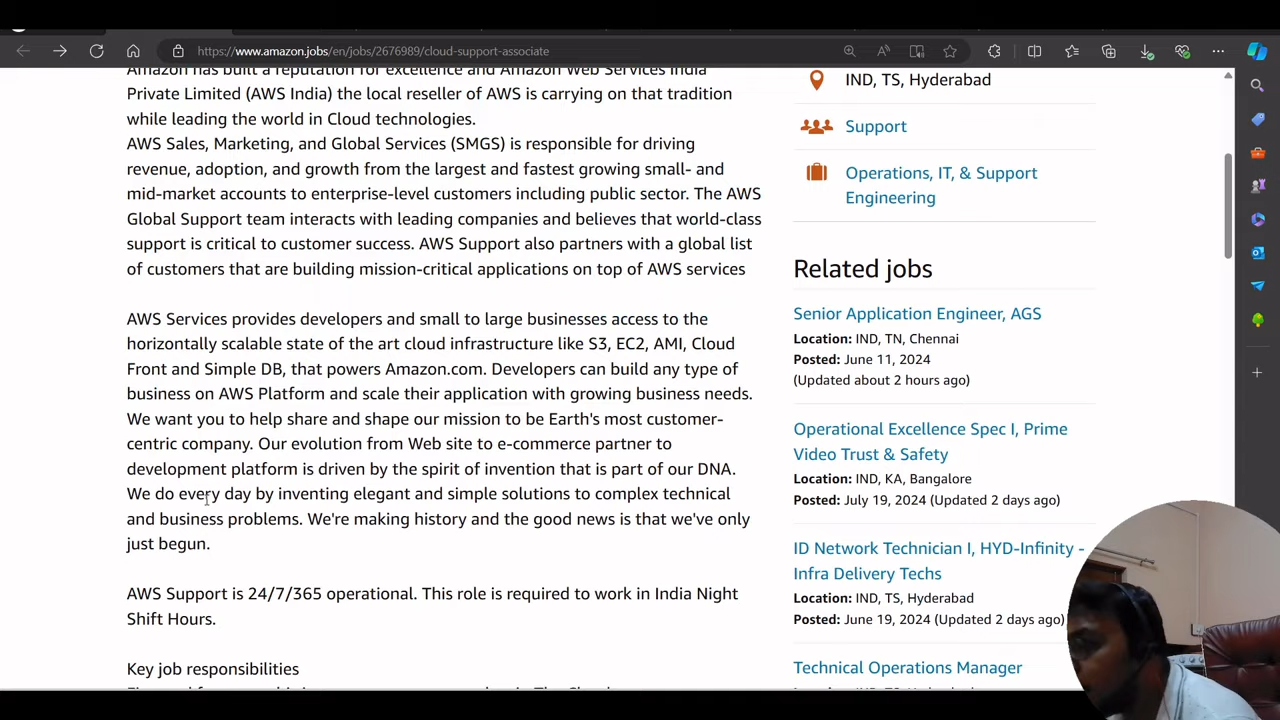 https://www.amazon.jobs/en/jobs/2676989/cloud-support-associate
Amazon has built a reputation for excellence and Amazon Web Services India
Private Limited (AWS India) the local reseller of AWS is carrying on that tradition
while leading the world in Cloud technologies.
AWS Sales, Marketing, and Global Services (SMGS) is responsible for driving
revenue, adoption, and growth from the largest and fastest growing small- and
mid-market accounts to enterprise-level customers including public sector. The AWS
Global Support team interacts with leading companies and believes that world-class
support is critical to customer success. AWS Support also partners with a global list
of customers that are building mission-critical applications on top of AWS services
AWS Services provides developers and small to large businesses access to the
horizontally scalable state of the art cloud infrastructure like S3, EC2, AMI, Cloud
Front and Simple DB, that powers Amazon.com. Developers can build any type of
business on AWS Platform and scale their application with growing business needs.
We want you to help share and shape our mission to be Earth's most customer-
centric company. Our evolution from Web site to e-commerce partner to
development platform is driven by the spirit of invention that is part of our DNA.
We do every day by inventing elegant and simple solutions to complex technical
and business problems. We're making history and the good news is that we've only
just begun.
AWS Support is 24/7/365 operational. This role is required to work in India Night
Shift Hours.
Key job responsibilities
IND, TS, Hyderabad
Support
Operations, IT, & Support
Engineering
Related jobs
Senior Application Engineer, AGS
Location: IND, TN, Chennai
Posted: June 11, 2024
(Updated about 2 hours ago)
Operational Excellence Spec I, Prime
Video Trust & Safety
Location: IND, KA, Bangalore
Posted: July 19, 2024 (Updated 2 days ago)
ID Network Technician I, HYD-Infinity -
Infra Delivery Techs
Location: IND, TS, Hyderabad
Posted: June 19, 2024 (Updated 2 days ago)
Technical Operations Manager